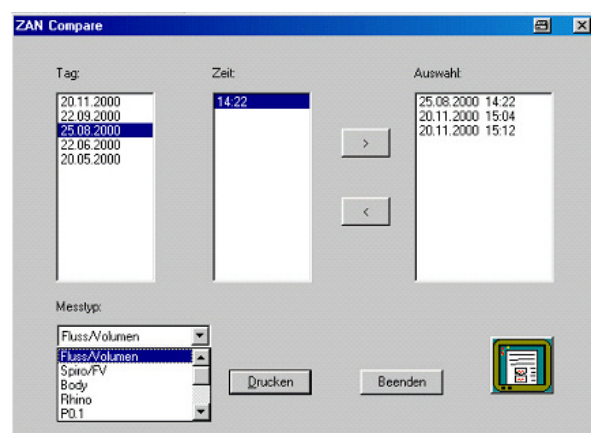 ZAN Compare
Tag:
Zeit:
Auswahl:
20.11.2000
22.09.2000
25.08.2000
22.06.2000
20.05.2000
14:22
25.08.2000 14:22
20.11.2000 15:04
20.11.2000 15:12
>
<
Messtyp:
Fluss/Volumen
Fluss/Volumen
Spiro/FV
Body
Rhino
P0.1
Drucken
Beenden